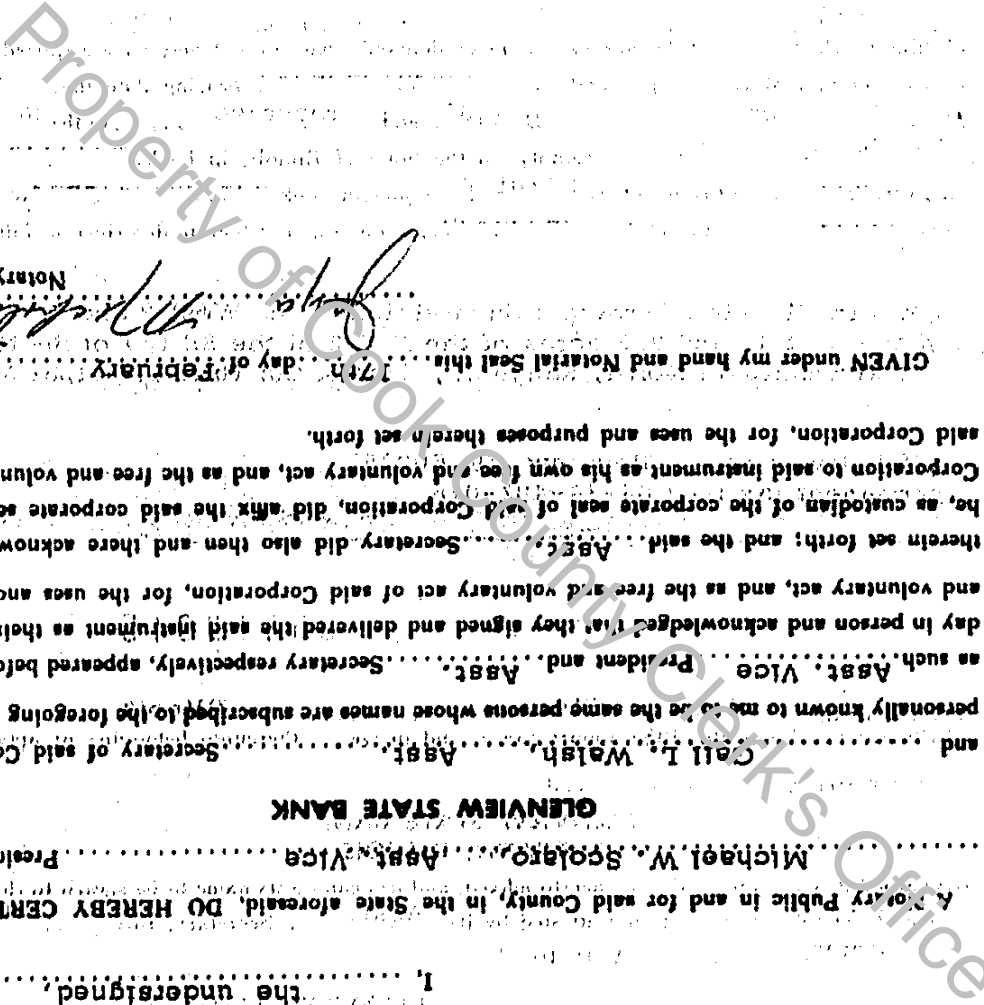 I, the undersigned,
A Notary Public in and for said County, in the State aforesaid, DO HEREBY CERT
Michael W. Scolaro, Asst. Vice Presid
GLENVIEW STATE BANK
and Gail L. Walsh, Asst. Secretary of said Co
personally known to me to be the same persons whose names are subscribed to the foregoing
as such Asst. Vice President and Asst. Secretary respectively, appeared befo
day in person and acknowledged that they signed and delivered the said instrument as thei
and voluntary act, and as the free and voluntary act of said Corporation, for the uses and
therein set forth; and the said Asst. Secretary did also then and there acknow
he, as custodian of the corporate seal of said Corporation, did affix the said corporate se
Corporation to said instrument as his own free and voluntary act, and as the free and volun
said Corporation, for the uses and purposes therein set forth.
GIVEN under my hand and Notarial Seal this 17th day of February
Notary
Property of Cook County Clerk's Office